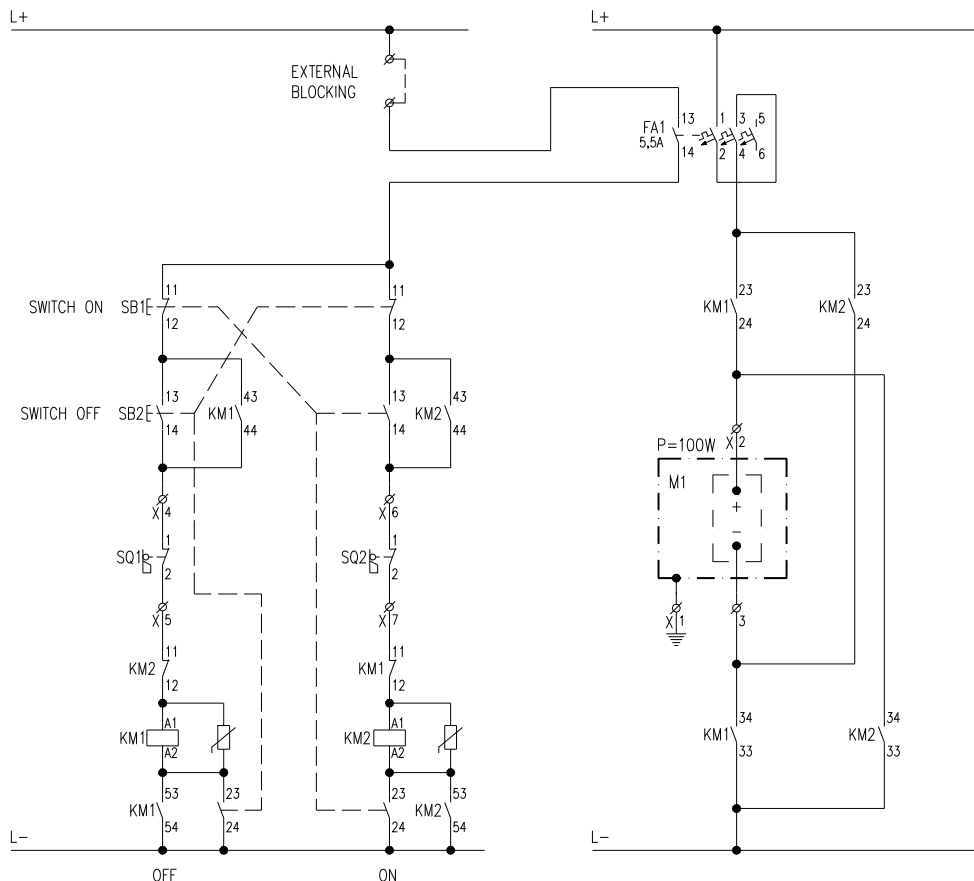 L+
L+
EXTERNAL
BLOCKING
FA1
5,5A
13
14
1
2
3
4
5
6
11
11
SWITCH ON SB1
12
12
23
KM1
24
23
KM2
24
13
43
13
43
SWITCH OFF SB2
KM1
KM2
14
44
14
44
P=100W
X 2
M1
+
–
X 4
X 6
1
SQ1
2
1
SQ2
2
X 5
X 7
X 1
3
11
KM2
12
11
KM1
12
A1
KM1
A2
A1
KM2
A2
34
KM1
33
34
KM2
33
53
KM1
54
23
24
23
24
53
KM2
54
L–
L–
OFF
ON